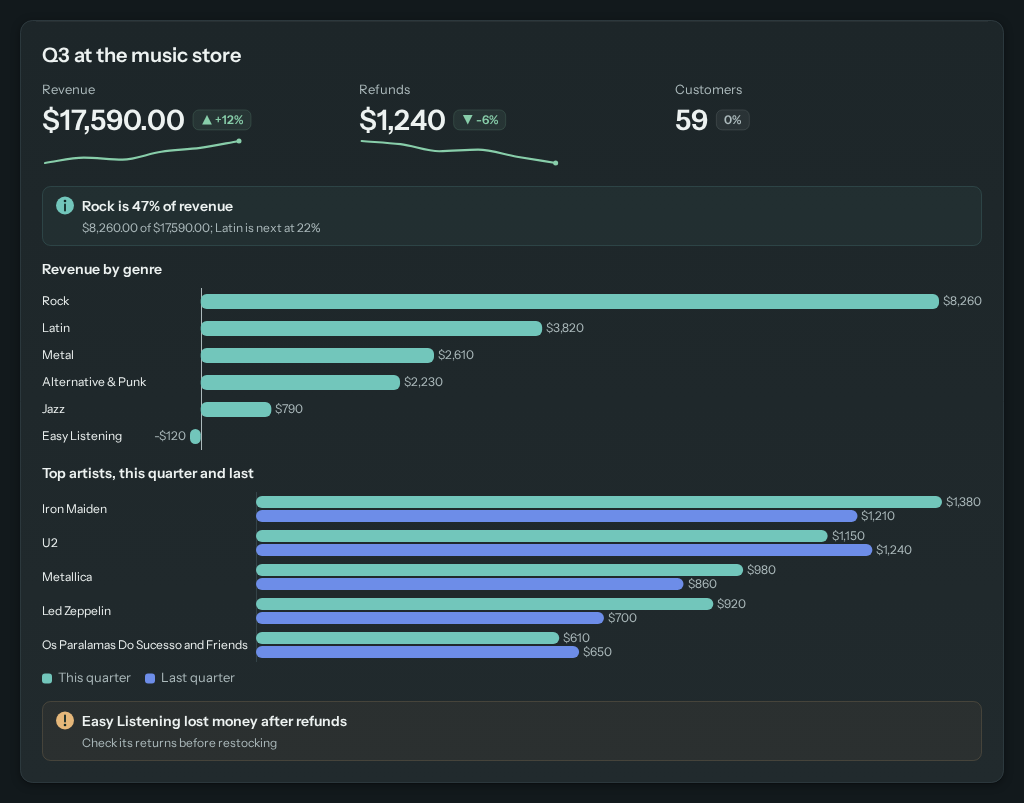 Q3 at the music store
Revenue
Refunds
Customers
$17,590.00 ▲ +12%
$1,240 ▼ -6%
59 0%
Rock is 47% of revenue
$8,260.00 of $17,590.00; Latin is next at 22%
Revenue by genre
Rock $8,260
Latin $3,820
Metal $2,610
Alternative & Punk $2,230
Jazz $790
Easy Listening -$120
Top artists, this quarter and last
Iron Maiden $1,380
$1,210
U2 $1,150
$1,240
Metallica $980
$860
Led Zeppelin $920
$700
Os Paralamas Do Sucesso and Friends $610
$650
This quarter Last quarter
Easy Listening lost money after refunds
Check its returns before restocking